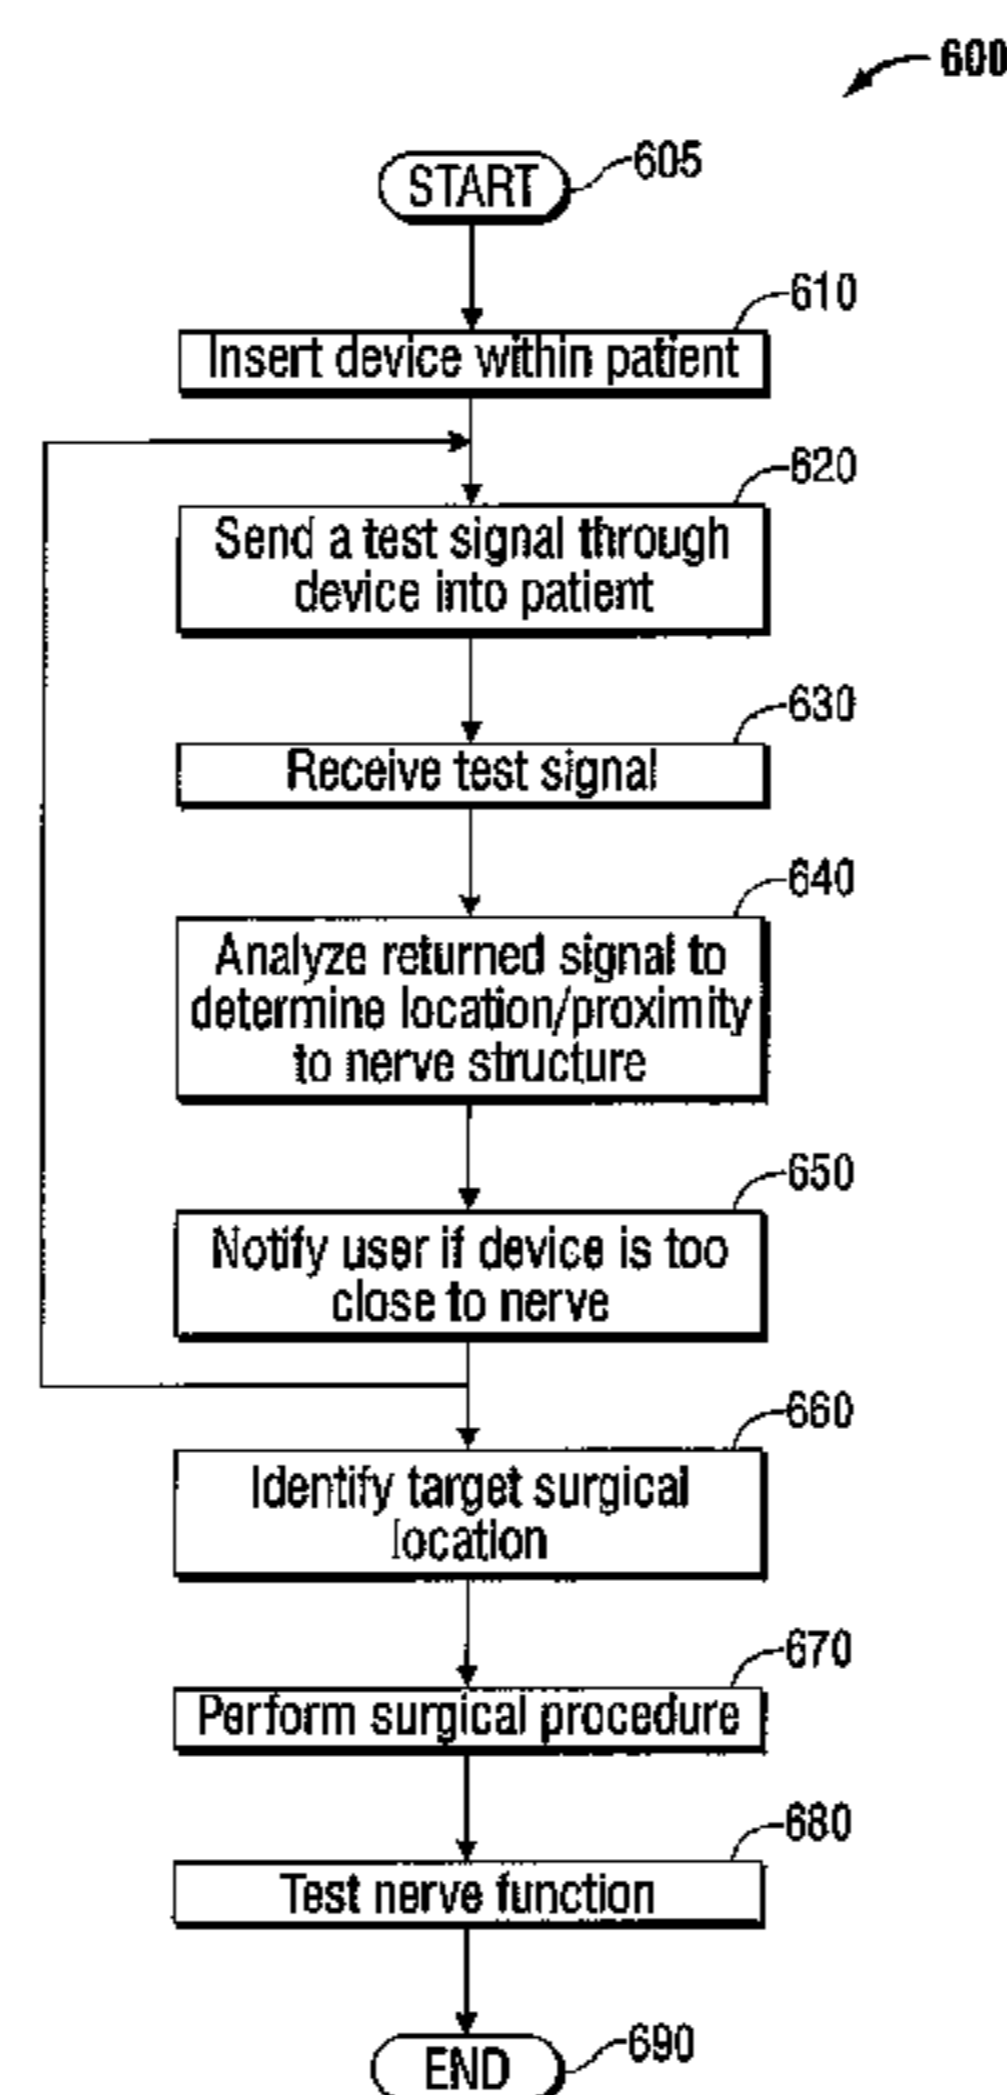 600
START
605
610
Insert device within patient
620
Send a test signal through
device into patient
630
Receive test signal
640
Analyze returned signal to
determine location/proximity
to nerve structure
650
Notify user if device is too
close to nerve
660
Identify target surgical
location
670
Perform surgical procedure
680
Test nerve function
END
690